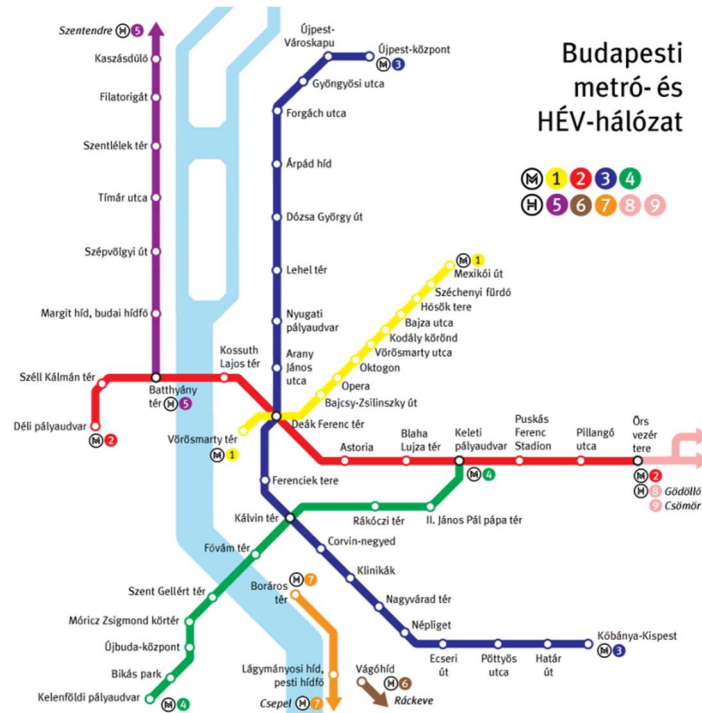 Budapesti
metró- és
HÉV-hálózat
M 1 2 3 4
H 5 6 7 8 9
Szentendre H 5
Kaszásdűlő
Filatorigát
Szentlélek tér
Tímár utca
Szépvölgyi út
Margit híd, budai hídfő
Újpest-
Városkapu
Újpest-központ
M 3
Gyöngyösi utca
Forgách utca
Árpád híd
Dózsa György út
Lehel tér
Nyugati
pályaudvar
Arany
János
utca
M 1
Mexikói út
Széchenyi fürdő
Hősök tere
Bajza utca
Kodály körönd
Vörösmarty utca
Oktogon
Opera
Bajcsy-Zsilinszky út
Deák Ferenc tér
Vörösmarty tér
M 1
Széll Kálmán tér
Déli pályaudvar
M 2
Batthyány
tér H 5
Kossuth
Lajos tér
Astoria
Blaha
Lujza tér
Keleti
pályaudvar
M 4
Puskás
Ferenc
Stadion
Pillangó
utca
Örs
vezér
tere
M 2
H 8 Gödöllő
9 Csömör
Ferenciek tere
Kálvin tér
Rákóczi tér
II. János Pál pápa tér
Fővám tér
Szent Gellért tér
Móricz Zsigmond körtér
Újbuda-központ
Bikás park
Kelenföldi pályaudvar
M 4
Corvin-negyed
Klinikák
Nagyvárad tér
Népliget
Ecseri
út
Pöttyös
utca
Határ
út
Kőbánya-Kispest
M 3
H 7
Boráros
tér
Lágymányosi híd,
pesti hídfő
Csepel H 7
Vágóhíd
H 6
Ráckeve